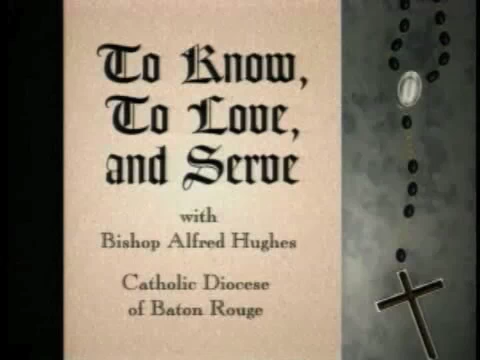 To Know,
To Love,
and Serve
with
Bishop Alfred Hughes
Catholic Diocese
of Baton Rouge